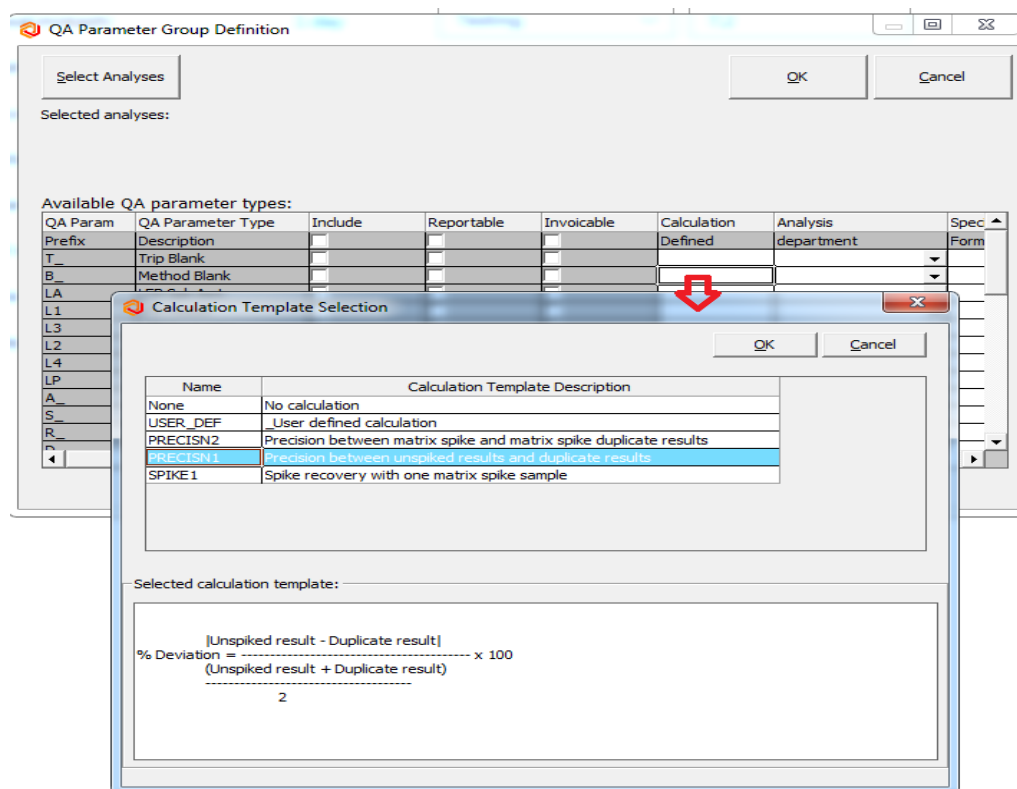 QA Parameter Group Definition
Select Analyses
OK
Cancel
Selected analyses:
Available QA parameter types:
QA Param QA Parameter Type Include Reportable Invoicable Calculation Analysis Spec
Prefix Description Defined department Form
T_ Trip Blank
B_ Method Blank
LA
L1
L3
L2
L4
LP
A_
S_
R_
Calculation Template Selection
OK
Cancel
Name Calculation Template Description
None No calculation
USER_DEF _User defined calculation
PRECISN2 Precision between matrix spike and matrix spike duplicate results
PRECISN1 Precision between unspiked results and duplicate results
SPIKE1 Spike recovery with one matrix spike sample
Selected calculation template:
|Unspiked result - Duplicate result|
% Deviation = ---------------------------------------- x 100
(Unspiked result + Duplicate result)
------------------------------------
2